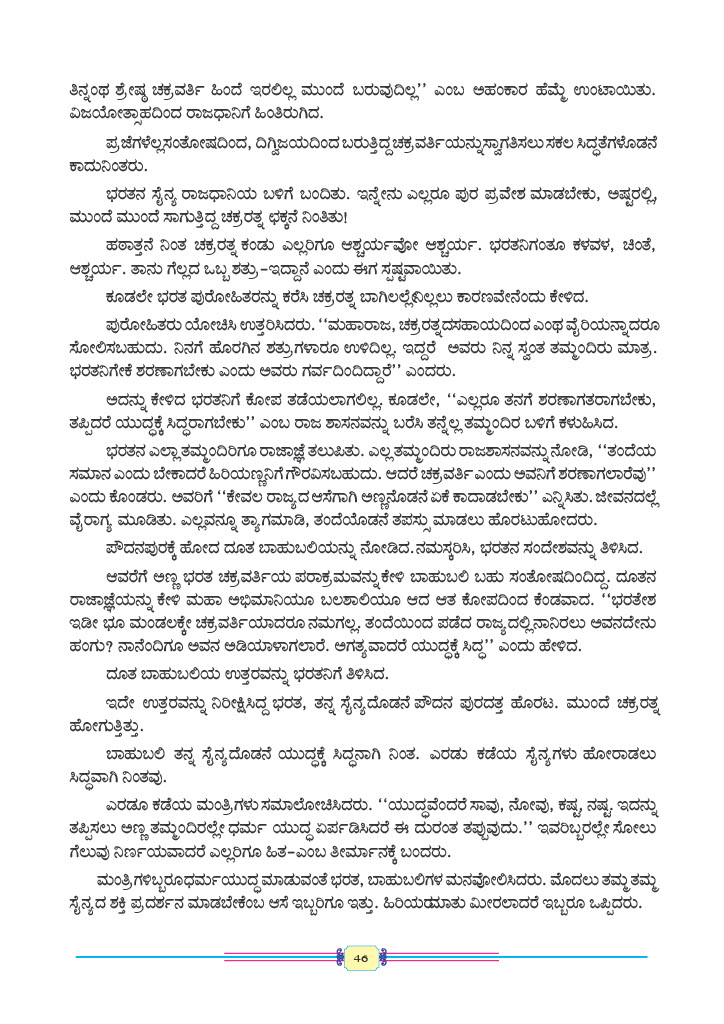 ತಿನ್ನಂಥ ಶ್ರೇಷ್ಠ ಚಕ್ರವರ್ತಿ ಹಿಂದೆ ಇರಲಿಲ್ಲ ಮುಂದೆ ಬರುವುದಿಲ್ಲ’’ ಎಂಬ ಅಹಂಕಾರ ಹೆಮ್ಮೆ ಉಂಟಾಯಿತು.
ವಿಜಯೋತ್ಸಾಹದಿಂದ ರಾಜಧಾನಿಗೆ ಹಿಂತಿರುಗಿದ.
ಪ್ರಜೆಗಳೆಲ್ಲ ಸಂತೋಷದಿಂದ, ದಿಗ್ವಿಜಯದಿಂದ ಬರುತ್ತಿದ್ದ ಚಕ್ರವರ್ತಿಯನ್ನು ಸ್ವಾಗತಿಸಲು ಸಕಲ ಸಿದ್ಧತೆಗಳೊಡನೆ
ಕಾದುನಿಂತರು.
ಭರತನ ಸೈನ್ಯ ರಾಜಧಾನಿಯ ಬಳಿಗೆ ಬಂದಿತು. ಇನ್ನೇನು ಎಲ್ಲರೂ ಪುರ ಪ್ರವೇಶ ಮಾಡಬೇಕು, ಅಷ್ಟರಲ್ಲಿ,
ಮುಂದೆ ಮುಂದೆ ಸಾಗುತ್ತಿದ್ದ ಚಕ್ರರತ್ನ ಛಕ್ಕನೆ ನಿಂತಿತು!
ಹಠಾತ್ತನೆ ನಿಂತ ಚಕ್ರರತ್ನ ಕಂಡು ಎಲ್ಲರಿಗೂ ಆಶ್ಚರ್ಯವೋ ಆಶ್ಚರ್ಯ. ಭರತನಿಗಂತೂ ಕಳವಳ, ಚಿಂತೆ,
ಆಶ್ಚರ್ಯ. ತಾನು ಗೆಲ್ಲದ ಒಬ್ಬ ಶತ್ರು–ಇದ್ದಾನೆ ಎಂದು ಈಗ ಸ್ಪಷ್ಟವಾಯಿತು.
ಕೂಡಲೇ ಭರತ ಪುರೋಹಿತರನ್ನು ಕರೆಸಿ ಚಕ್ರರತ್ನ ಬಾಗಿಲಲ್ಲೇನಿಲ್ಲಲು ಕಾರಣವೇನೆಂದು ಕೇಳಿದ.
ಪುರೋಹಿತರು ಯೋಚಿಸಿ ಉತ್ತರಿಸಿದರು. ‘‘ಮಹಾರಾಜ, ಚಕ್ರರತ್ನದ ಸಹಾಯದಿಂದ ಎಂಥ ವೈರಿಯನ್ನಾದರೂ
ಸೋಲಿಸಬಹುದು. ನಿನಗೆ ಹೊರಗಿನ ಶತ್ರುಗಳಾರೂ ಉಳಿದಿಲ್ಲ. ಇದ್ದರೆ ಅವರು ನಿನ್ನ ಸ್ವಂತ ತಮ್ಮಂದಿರು ಮಾತ್ರ.
ಭರತನಿಗೇಕೆ ಶರಣಾಗಬೇಕು ಎಂದು ಅವರು ಗರ್ವದಿಂದಿದ್ದಾರೆ’’ ಎಂದರು.
ಅದನ್ನು ಕೇಳಿದ ಭರತನಿಗೆ ಕೋಪ ತಡೆಯಲಾಗಲಿಲ್ಲ. ಕೂಡಲೇ, ‘‘ಎಲ್ಲರೂ ತನಗೆ ಶರಣಾಗತರಾಗಬೇಕು,
ತಪ್ಪಿದರೆ ಯುದ್ಧಕ್ಕೆ ಸಿದ್ಧರಾಗಬೇಕು’’ ಎಂಬ ರಾಜ ಶಾಸನವನ್ನು ಬರೆಸಿ ತನ್ನೆಲ್ಲ ತಮ್ಮಂದಿರ ಬಳಿಗೆ ಕಳುಹಿಸಿದ.
ಭರತನ ಎಲ್ಲಾ ತಮ್ಮಂದಿರಿಗೂ ರಾಜಾಜ್ಞೆ ತಲುಪಿತು. ಎಲ್ಲ ತಮ್ಮಂದಿರು ರಾಜಶಾಸನವನ್ನು ನೋಡಿ, ‘‘ತಂದೆಯ
ಸಮಾನ ಎಂದು ಬೇಕಾದರೆ ಹಿರಿಯಣ್ಣನಿಗೆ ಗೌರವಿಸಬಹುದು. ಆದರೆ ಚಕ್ರವರ್ತಿ ಎಂದು ಅವನಿಗೆ ಶರಣಾಗಲಾರೆವು’’
ಎಂದು ಕೊಂಡರು. ಅವರಿಗೆ ‘‘ಕೇವಲ ರಾಜ್ಯದ ಆಸೆಗಾಗಿ ಅಣ್ಣನೊಡನೆ ಏಕೆ ಕಾದಾಡಬೇಕು’’ ಎನ್ನಿಸಿತು. ಜೀವನದಲ್ಲೆ
ವೈರಾಗ್ಯ ಮೂಡಿತು. ಎಲ್ಲವನ್ನೂ ತ್ಯಾಗಮಾಡಿ, ತಂದೆಯೊಡನೆ ತಪಸ್ಸು ಮಾಡಲು ಹೊರಟುಹೋದರು.
ಪೌದನಪುರಕ್ಕೆ ಹೋದ ದೂತ ಬಾಹುಬಲಿಯನ್ನು ನೋಡಿದ. ನಮಸ್ಕರಿಸಿ, ಭರತನ ಸಂದೇಶವನ್ನು ತಿಳಿಸಿದ.
ಆವರೆಗೆ ಅಣ್ಣ ಭರತ ಚಕ್ರವರ್ತಿಯ ಪರಾಕ್ರಮವನ್ನು ಕೇಳಿ ಬಾಹುಬಲಿ ಬಹು ಸಂತೋಷದಿಂದಿದ್ದ. ದೂತನ
ರಾಜಾಜ್ಞೆಯನ್ನು ಕೇಳಿ ಮಹಾ ಅಭಿಮಾನಿಯೂ ಬಲಶಾಲಿಯೂ ಆದ ಆತ ಕೋಪದಿಂದ ಕೆಂಡವಾದ. ‘‘ಭರತೇಶ
ಇಡೀ ಭೂ ಮಂಡಲಕ್ಕೇ ಚಕ್ರವರ್ತಿಯಾದರೂ ನಮಗಲ್ಲ. ತಂದೆಯಿಂದ ಪಡೆದ ರಾಜ್ಯದಲ್ಲಿ ನಾನಿರಲು ಅವನದೇನು
ಹಂಗು? ನಾನೆಂದಿಗೂ ಅವನ ಅಡಿಯಾಳಾಗಲಾರೆ. ಅಗತ್ಯವಾದರೆ ಯುದ್ಧಕ್ಕೆ ಸಿದ್ಧ’’ ಎಂದು ಹೇಳಿದ.
ದೂತ ಬಾಹುಬಲಿಯ ಉತ್ತರವನ್ನು ಭರತನಿಗೆ ತಿಳಿಸಿದ.
ಇದೇ ಉತ್ತರವನ್ನು ನಿರೀಕ್ಷಿಸಿದ್ದ ಭರತ, ತನ್ನ ಸೈನ್ಯದೊಡನೆ ಪೌದನ ಪುರದತ್ತ ಹೊರಟ. ಮುಂದೆ ಚಕ್ರರತ್ನ
ಹೋಗುತ್ತಿತ್ತು.
ಬಾಹುಬಲಿ ತನ್ನ ಸೈನ್ಯದೊಡನೆ ಯುದ್ಧಕ್ಕೆ ಸಿದ್ಧನಾಗಿ ನಿಂತ. ಎರಡು ಕಡೆಯ ಸೈನ್ಯಗಳು ಹೋರಾಡಲು
ಸಿದ್ಧವಾಗಿ ನಿಂತವು.
ಎರಡೂ ಕಡೆಯ ಮಂತ್ರಿಗಳು ಸಮಾಲೋಚಿಸಿದರು. ‘‘ಯುದ್ಧವೆಂದರೆ ಸಾವು, ನೋವು, ಕಷ್ಟ, ನಷ್ಟ. ಇದನ್ನು
ತಪ್ಪಿಸಲು ಅಣ್ಣ ತಮ್ಮಂದಿರಲ್ಲೇ ಧರ್ಮ ಯುದ್ಧ ಏರ್ಪಡಿಸಿದರೆ ಈ ದುರಂತ ತಪ್ಪುವುದು.’’ ಇವರಿಬ್ಬರಲ್ಲೇ ಸೋಲು
ಗೆಲುವು ನಿರ್ಣಯವಾದರೆ ಎಲ್ಲರಿಗೂ ಹಿತ–ಎಂಬ ತೀರ್ಮಾನಕ್ಕೆ ಬಂದರು.
ಮಂತ್ರಿಗಳಿಬ್ಬರೂ ಧರ್ಮಯುದ್ಧ ಮಾಡುವಂತೆ ಭರತ, ಬಾಹುಬಲಿಗಳ ಮನವೋಲಿಸಿದರು. ಮೊದಲು ತಮ್ಮ ತಮ್ಮ
ಸೈನ್ಯದ ಶಕ್ತಿ ಪ್ರದರ್ಶನ ಮಾಡಬೇಕೆಂಬ ಆಸೆ ಇಬ್ಬರಿಗೂ ಇತ್ತು. ಮೀರಲಾದರೆ ಇಬ್ಬರೂ ಒಪ್ಪಿದರು.
46